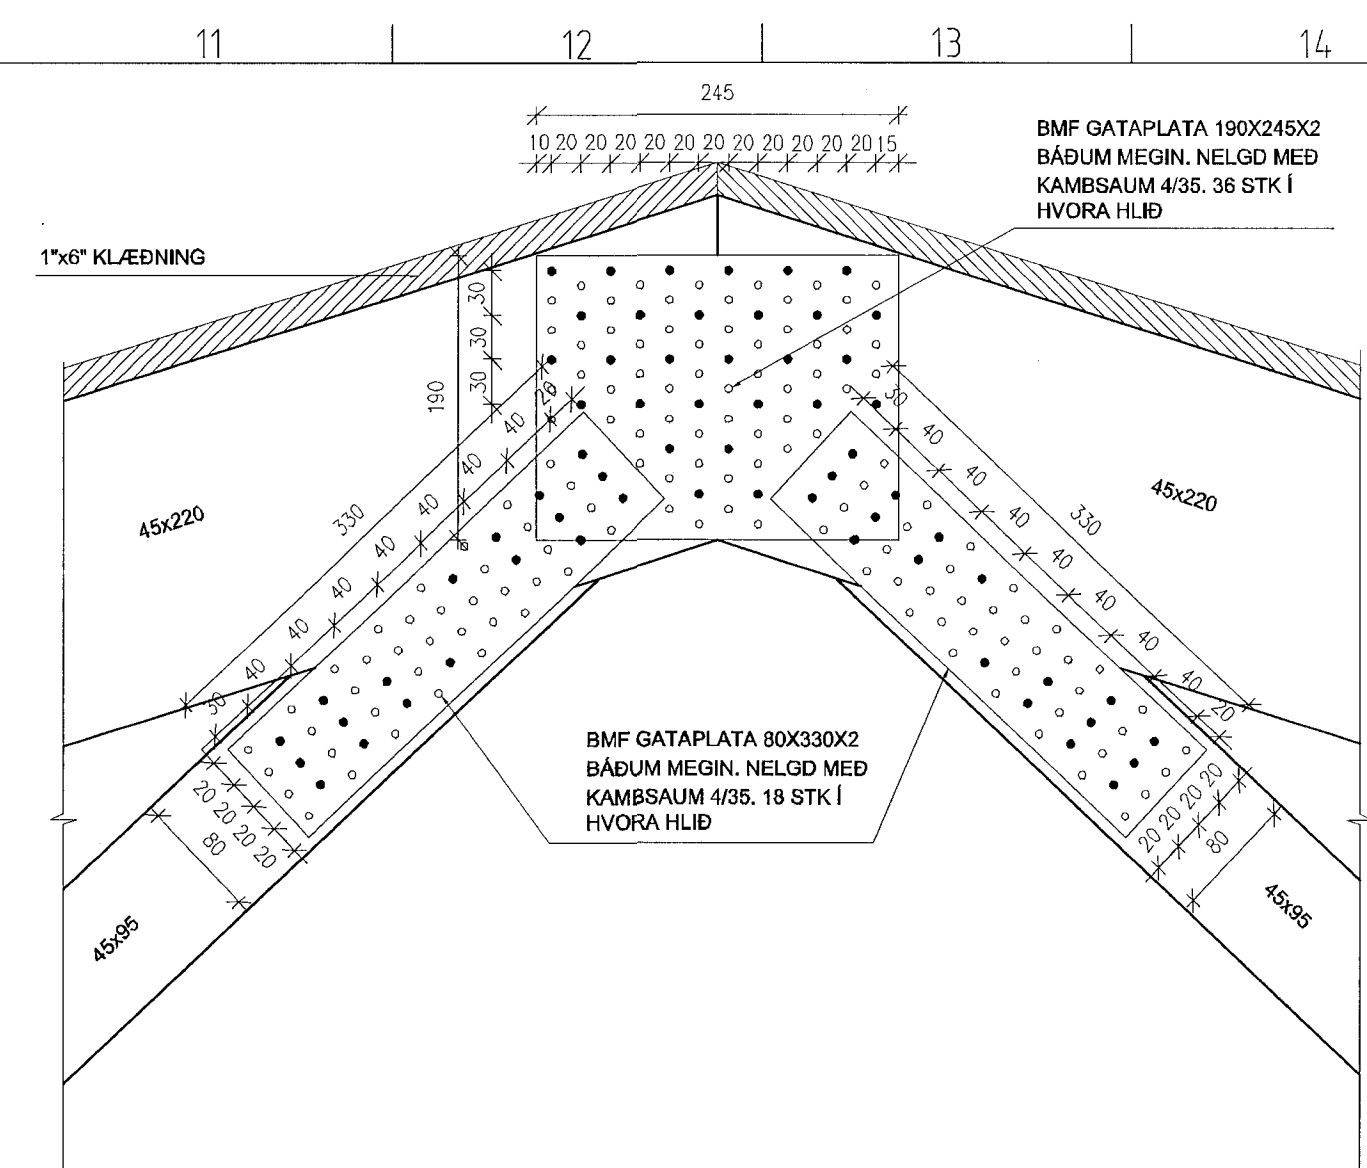 11
12
13
14
245
10 20 20 20 20 20 20 20 20 20 20 15
BMF GATAPLATA 190X245X2
BÁÐUM MEGIN. NELGD MEÐ
KAMBSAUM 4/35. 36 STK Í
HVORA HLIÐ
1"x6" KLÆÐNING
30
30
30
190
20
40
40
40
40
40
40
40
30
330
45x220
30
40
40
40
40
40
40
40
20
330
45x220
BMF GATAPLATA 80X330X2
BÁÐUM MEGIN. NELGD MEÐ
KAMBSAUM 4/35. 18 STK Í
HVORA HLIÐ
20 20 20 20
80
45x95
20 20 20 20
80
45x95